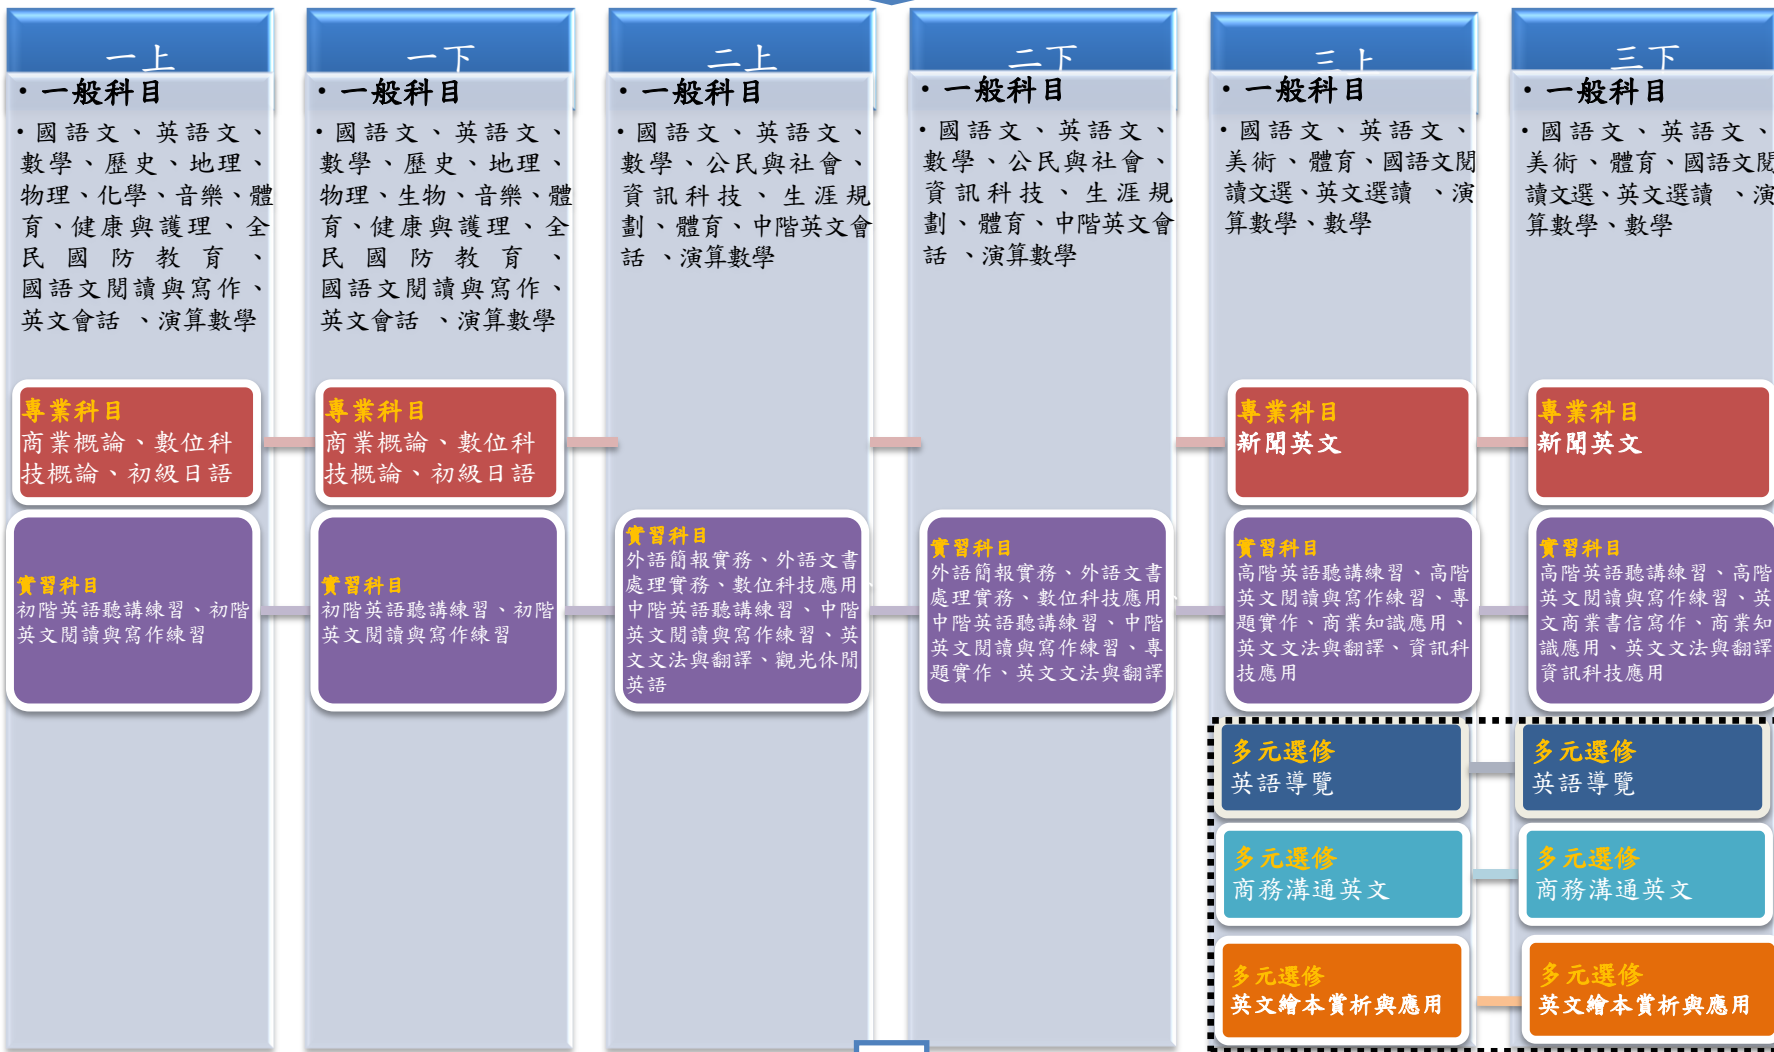 一上
・一般科目
・國語文、英語文、
數學、歷史、地理、
物理、化學、音樂、體
育、健康與護理、全
民國防教育、
國語文閱讀與寫作、
英文會話 、演算數學
專業科目
商業概論、數位科
技概論、初級日語
實習科目
初階英語聽講練習、初階
英文閱讀與寫作練習
一下
・一般科目
・國語文、英語文、
數學、歷史、地理、
物理、生物、音樂、體
育、健康與護理、全
民國防教育、
國語文閱讀與寫作、
英文會話 、演算數學
專業科目
商業概論、數位科
技概論、初級日語
實習科目
初階英語聽講練習、初階
英文閱讀與寫作練習
二上
・一般科目
・國語文、英語文、
數學、公民與社會、
資訊科技、生涯規
劃、體育、中階英文會
話 、演算數學
實習科目
外語簡報實務、外語文書
處理實務、數位科技應用、
中階英語聽講練習、中階
英文閱讀與寫作練習、英
文文法與翻譯、觀光休閒
英語
二下
・一般科目
・國語文、英語文、
數學、公民與社會、
資訊科技、生涯規
劃、體育、中階英文會
話 、演算數學
實習科目
外語簡報實務、外語文書
處理實務、數位科技應用、
中階英語聽講練習、中階
英文閱讀與寫作練習、專
題實作、英文文法與翻譯
三上
・一般科目
・國語文、英語文、
美術、體育、國語文閱
讀文選、英文選讀 、演
算數學、數學
專業科目
新聞英文
實習科目
高階英語聽講練習、高階
英文閱讀與寫作練習、專
題實作、商業知識應用、
英文文法與翻譯、資訊科
技應用
多元選修
英語導覽
多元選修
商務溝通英文
多元選修
英文繪本賞析與應用
三下
・一般科目
・國語文、英語文、
美術、體育、國語文閱
讀文選、英文選讀 、演
算數學、數學
專業科目
新聞英文
實習科目
高階英語聽講練習、高階
英文閱讀與寫作練習、英
文商業書信寫作、商業知
識應用、英文文法與翻譯
資訊科技應用
多元選修
英語導覽
多元選修
商務溝通英文
多元選修
英文繪本賞析與應用